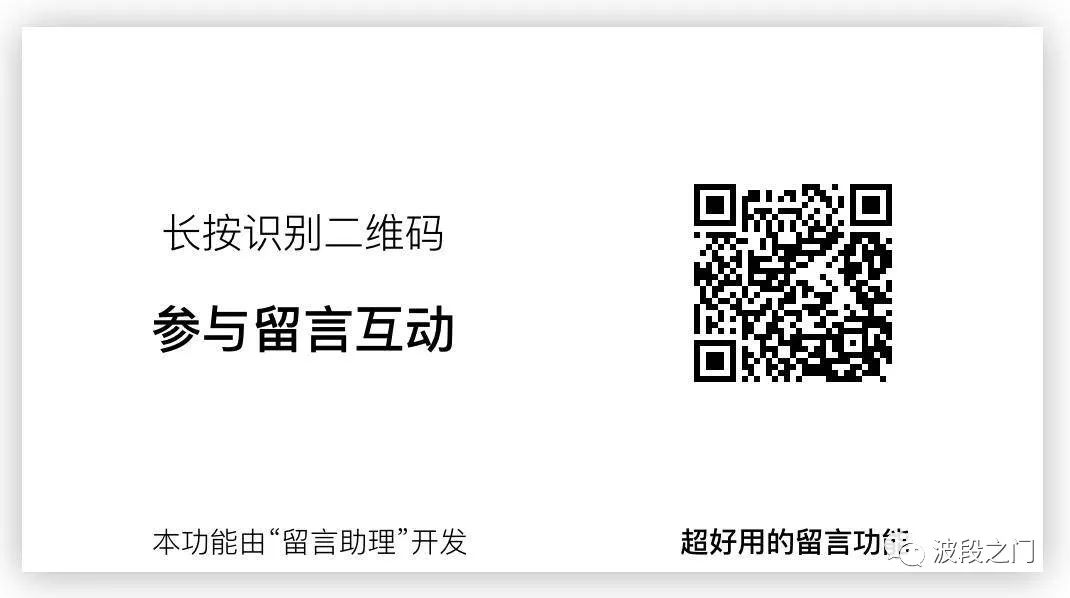 长按识别二维码
参与留言互动
本功能由“留言助理”开发
超好用的留言功能
波段之门